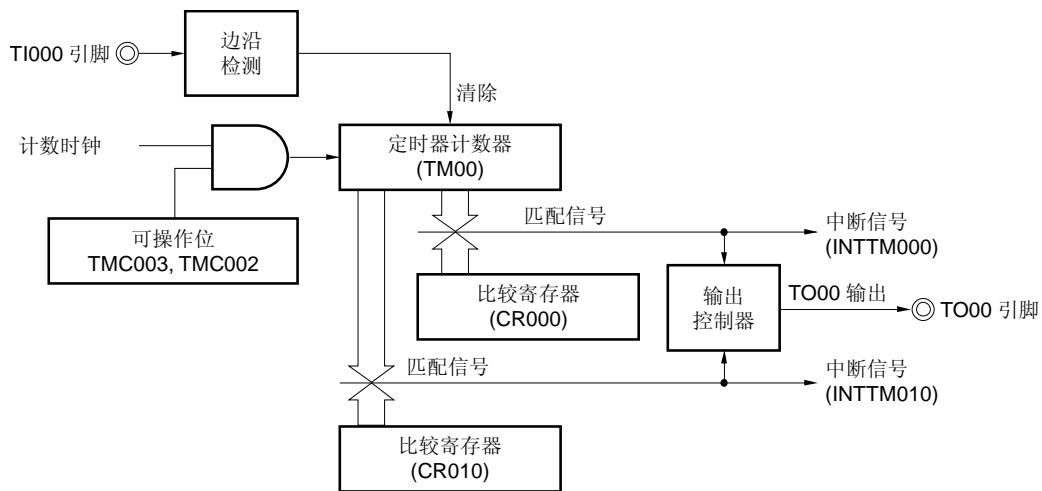 TI000 引脚
边沿
检测
清除
计数时钟
定时器计数器
(TM00)
可操作位
TMC003, TMC002
匹配信号
中断信号
(INTTM000)
比较寄存器
(CR000)
输出
控制器
TO00 输出
TO00 引脚
匹配信号
中断信号
(INTTM010)
比较寄存器
(CR010)